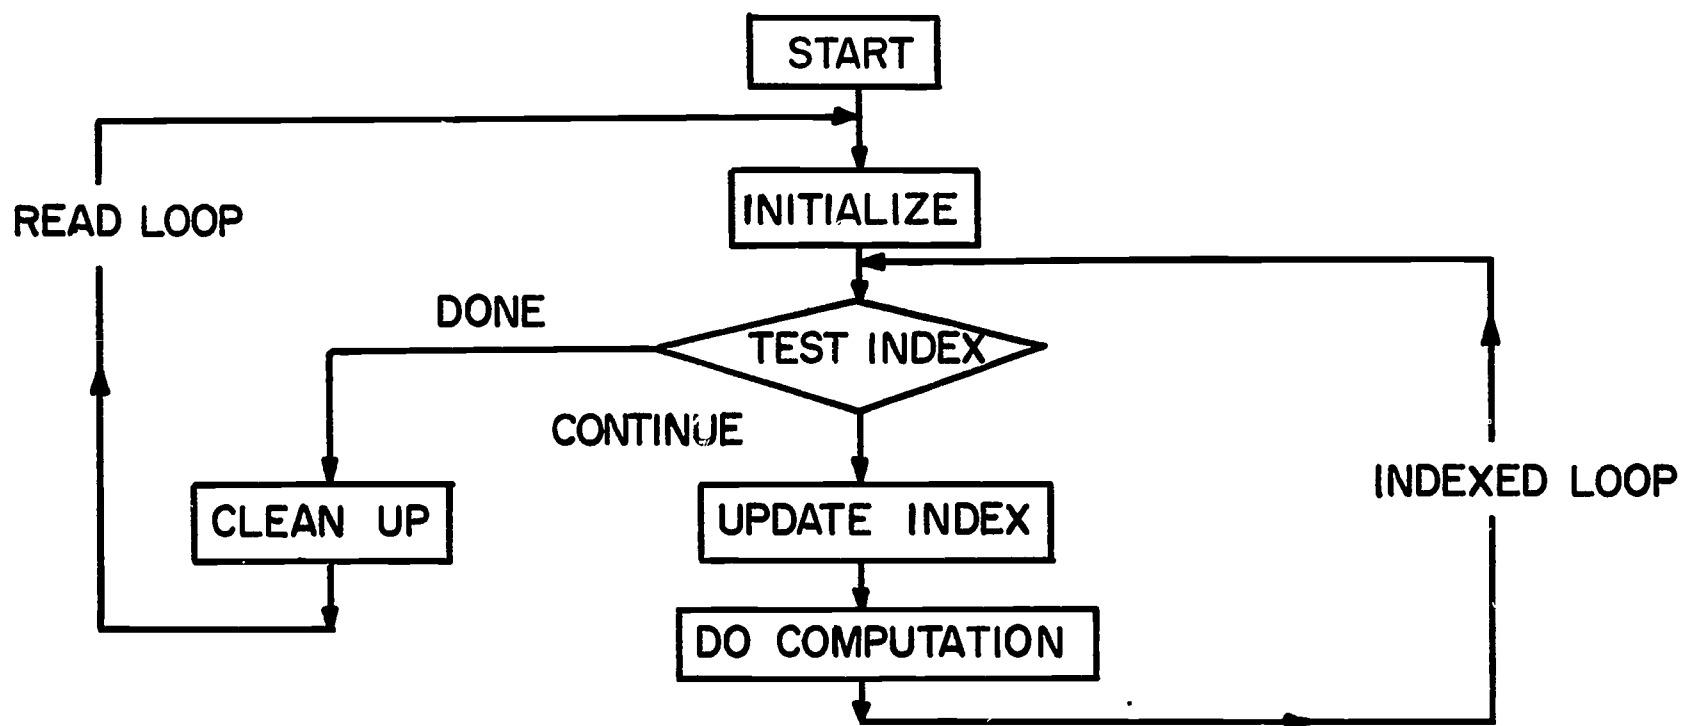 START
READ LOOP
INITIALIZE
DONE
TEST INDEX
CONTINUE
INDEXED LOOP
CLEAN UP
UPDATE INDEX
DO COMPUTATION